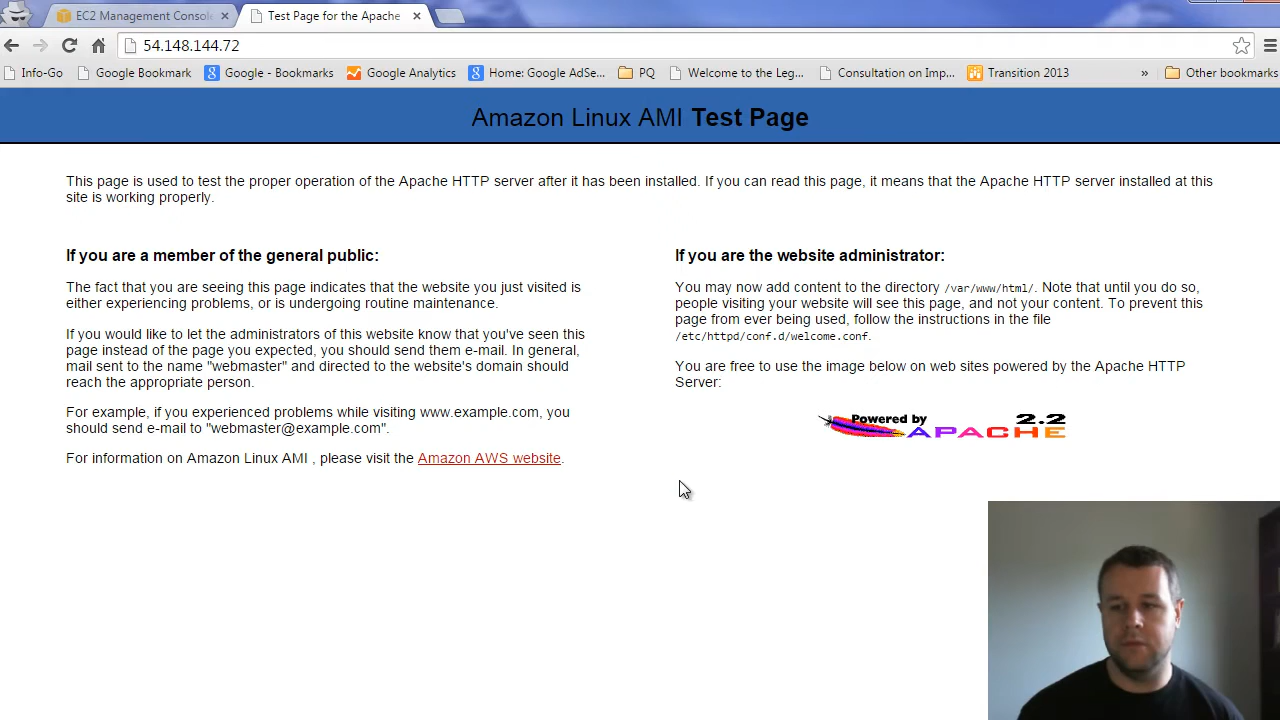 EC2 Management Consol
Test Page for the Apache
54.148.144.72
Info-Go
Google Bookmark
Google - Bookmarks
Google Analytics
Home: Google AdSe...
PQ
Welcome to the Leg...
Consultation on Imp...
Transition 2013
»
Other bookmarks
Amazon Linux AMI Test Page
This page is used to test the proper operation of the Apache HTTP server after it has been installed. If you can read this page, it means that the Apache HTTP server installed at this
site is working properly.
If you are a member of the general public:
The fact that you are seeing this page indicates that the website you just visited is
either experiencing problems, or is undergoing routine maintenance.
If you would like to let the administrators of this website know that you've seen this
page instead of the page you expected, you should send them e-mail. In general,
mail sent to the name "webmaster" and directed to the website's domain should
reach the appropriate person.
For example, if you experienced problems while visiting www.example.com, you
should send e-mail to "webmaster@example.com".
For information on Amazon Linux AMI , please visit the Amazon AWS website.
If you are the website administrator:
You may now add content to the directory /var/www/html/. Note that until you do so,
people visiting your website will see this page, and not your content. To prevent this
page from ever being used, follow the instructions in the file
/etc/httpd/conf.d/welcome.conf.
You are free to use the image below on web sites powered by the Apache HTTP
Server:
Powered by 2.2
APACHE